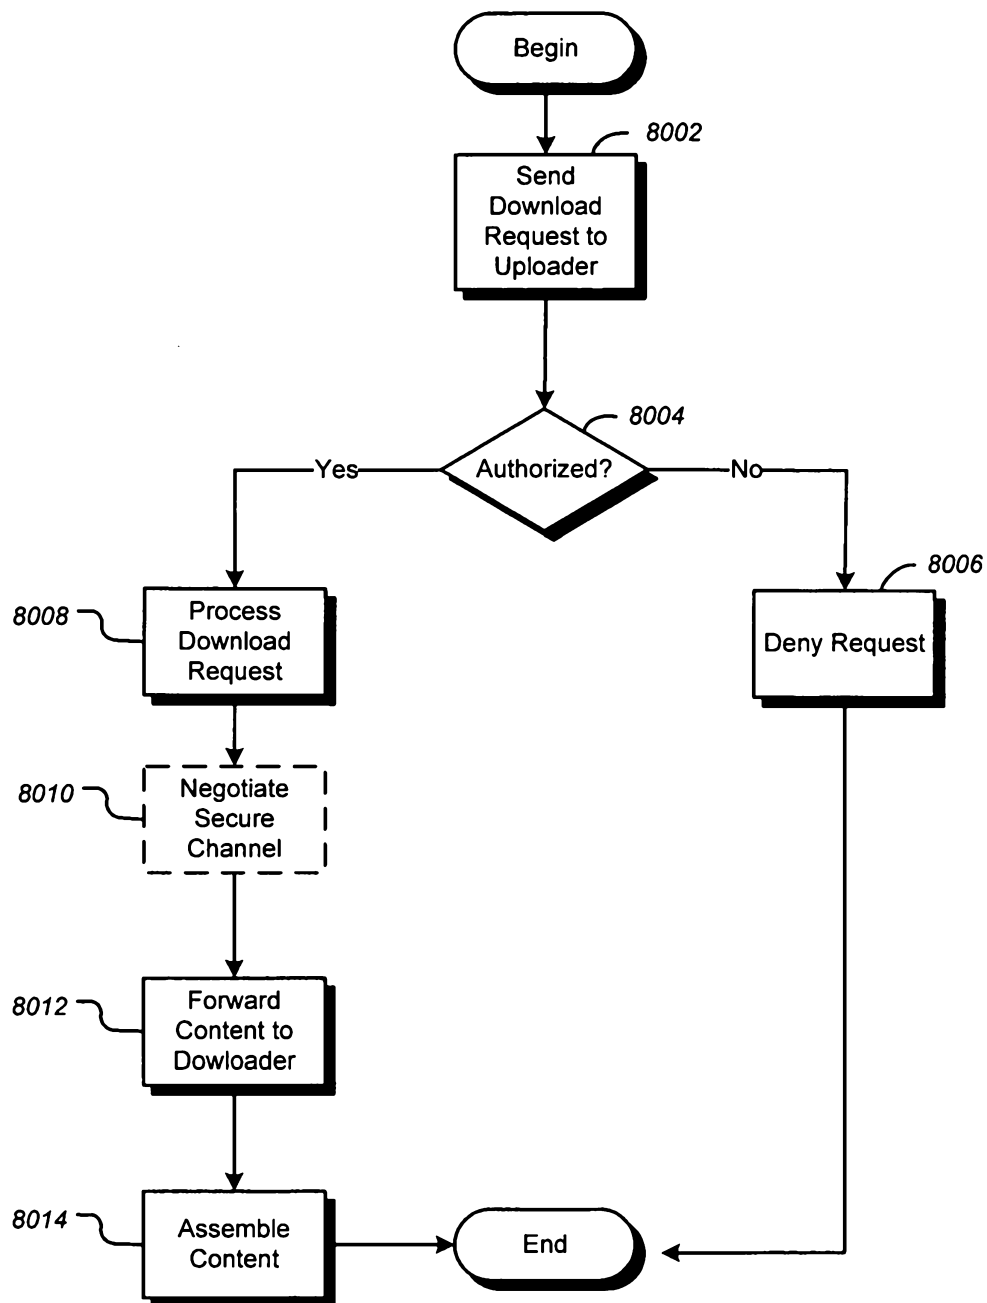 Begin
8002
Send
Download
Request to
Uploader
8004
Authorized?
Yes
No
8006
Deny Request
8008
Process
Download
Request
8010
Negotiate
Secure
Channel
8012
Forward
Content to
Dowloader
8014
Assemble
Content
End